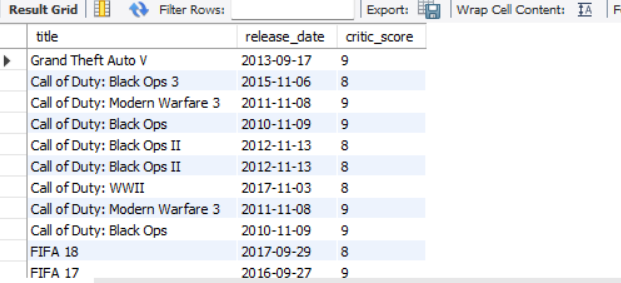 Result Grid Filter Rows: Export: Wrap Cell Content: IA F
title release_date critic_score
Grand Theft Auto V 2013-09-17 9
Call of Duty: Black Ops 3 2015-11-06 8
Call of Duty: Modern Warfare 3 2011-11-08 9
Call of Duty: Black Ops 2010-11-09 9
Call of Duty: Black Ops II 2012-11-13 8
Call of Duty: Black Ops II 2012-11-13 8
Call of Duty: WWII 2017-11-03 8
Call of Duty: Modern Warfare 3 2011-11-08 9
Call of Duty: Black Ops 2010-11-09 9
FIFA 18 2017-09-29 8
FIFA 17 2016-09-27 9